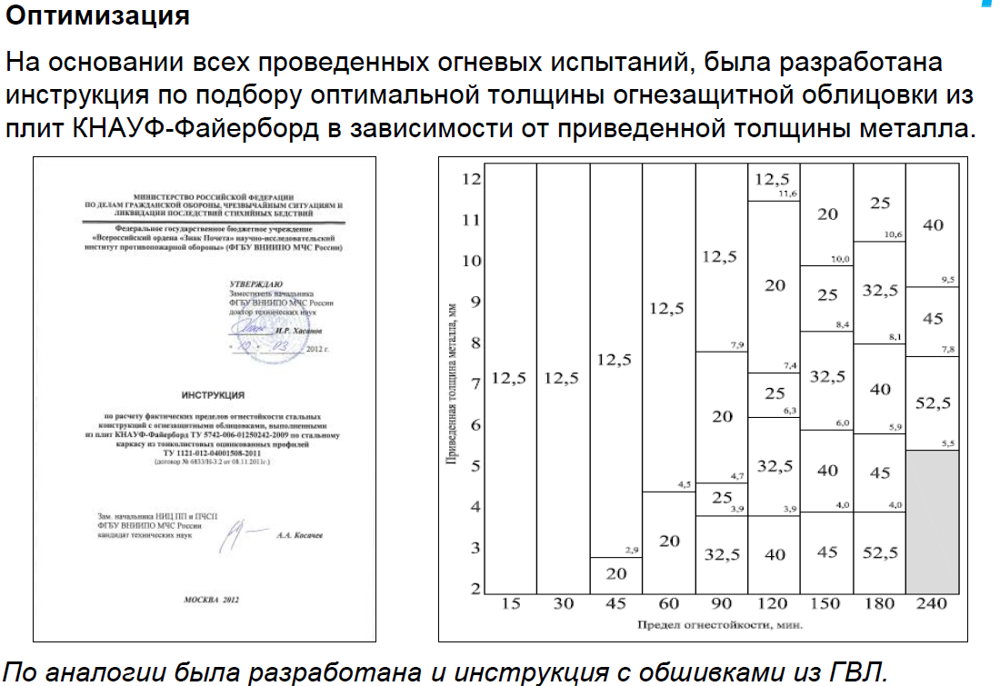 Оптимизация
На основании всех проведенных огневых испытаний, была разработана
инструкция по подбору оптимальной толщины огнезащитной облицовки из
плит КНАУФ-Файерборд в зависимости от приведенной толщины металла.
МИНИСТЕРСТВО РОССИЙСКОЙ ФЕДЕРАЦИИ
ПО ДЕЛАМ ГРАЖДАНСКОЙ ОБОРОНЫ, ЧРЕЗВЫЧАЙНЫМ СИТУАЦИЯМ И
ЛИКВИДАЦИИ ПОСЛЕДСТВИЙ СТИХИЙНЫХ БЕДСТВИЙ
Федеральное государственное бюджетное учреждение
«Всероссийский ордена «Знак Почета» научно-исследовательский
институт противопожарной обороны» (ФГБУ ВНИИПО МЧС России)
УТВЕРЖДАЮ
Заместитель начальника
ФГБУ ВНИИПО МЧС России
доктор технических наук
И.Р. Хасанов
" 10 " 03 2012 г.
ИНСТРУКЦИЯ
по расчету фактических пределов огнестойкости стальных
конструкций с огнезащитными облицовками, выполненными
из плит КНАУФ-Файерборд ТУ 5742-006-01250242-2009 по стальному
каркасу из тонколистовых оцинкованных профилей
ТУ 1121-012-04001508-2011
(договор № 6833/Н-3.2 от 08.11.2011г.)
Зам. начальника НИЦ ПП и ПЧСП
ФГБУ ВНИИПО МЧС России
кандидат технических наук
А.А. Косачев
МОСКВА 2012
Приведенная толщина металла, мм
12
11
10
9
8
7
6
5
4
3
2
12,5
12,5
12,5
2,9
20
12,5
4,5
20
12,5
7,9
20
4,7
25
3,9
32,5
12,5
11,6
20
7,4
25
6,3
32,5
3,9
40
20
10,0
25
8,4
32,5
6,0
40
4,0
45
25
10,6
32,5
8,1
40
5,9
45
4,0
52,5
40
9,5
45
7,8
52,5
5,5
15 30 45 60 90 120 150 180 240
Предел огнестойкости, мин.
По аналогии была разработана и инструкция с обшивками из ГВЛ.